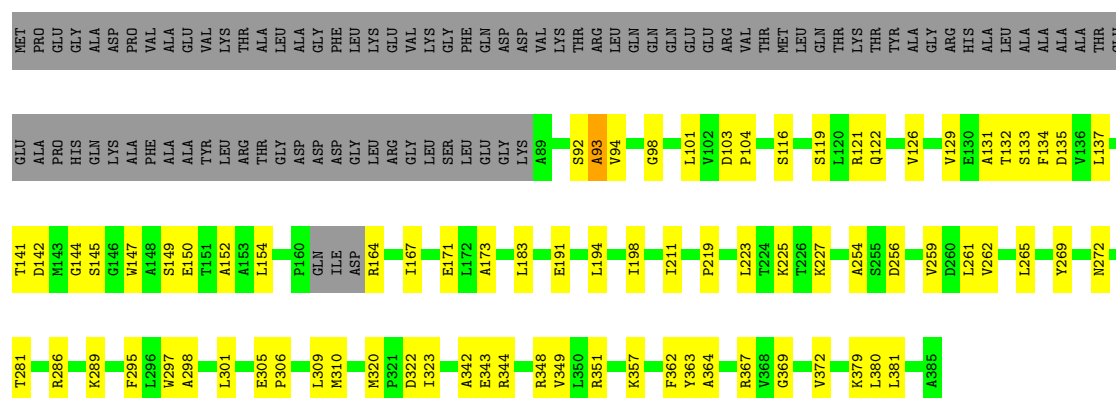 MET PRO GLU GLY ALA ASP PRO VAL ALA GLU VAL LYS THR ALA LEU ALA GLY PHE LEU LYS GLU VAL LYS GLY PHE GLN ASP ASP VAL LYS THR ARG LEU GLN GLN GLN GLU GLU ARG VAL THR MET LEU GLN THR LYS THR TYR ALA GLY ARG HIS ALA LEU SER ALA ALA ALA ALA THR
GLU ALA PRO HIS GLN LYS ALA PHE ALA ALA TYR LEU ARG THR GLY ASP ASP ASP GLY LEU ARG GLY LEU SER LEU GLU GLY LYS A89 S92 A93 V94 G98 L101 V102 D103 P104 S116 S119 L120 R121 Q122 V126 V129 E130 A131 T132 S133 F134 D135 V136 L137
T141 D142 M143 G144 S145 G146 W147 A148 S149 E150 T151 A152 A153 L154 P160 GLN ILE ASP R164 I167 E171 L172 A173 L183 E191 L194 I198 I211 P219 L223 T224 K225 T226 K227 A254 S255 D256 V259 D260 L261 V262 L265 Y269 N272
T281 R286 K289 F295 L296 W297 A298 L301 E305 P306 L309 M310 M320 P321 D322 I323 A342 E343 R344 R348 V349 L350 R351 K357 F362 Y363 A364 R367 V368 G369 V372 K379 L380 L381 A385